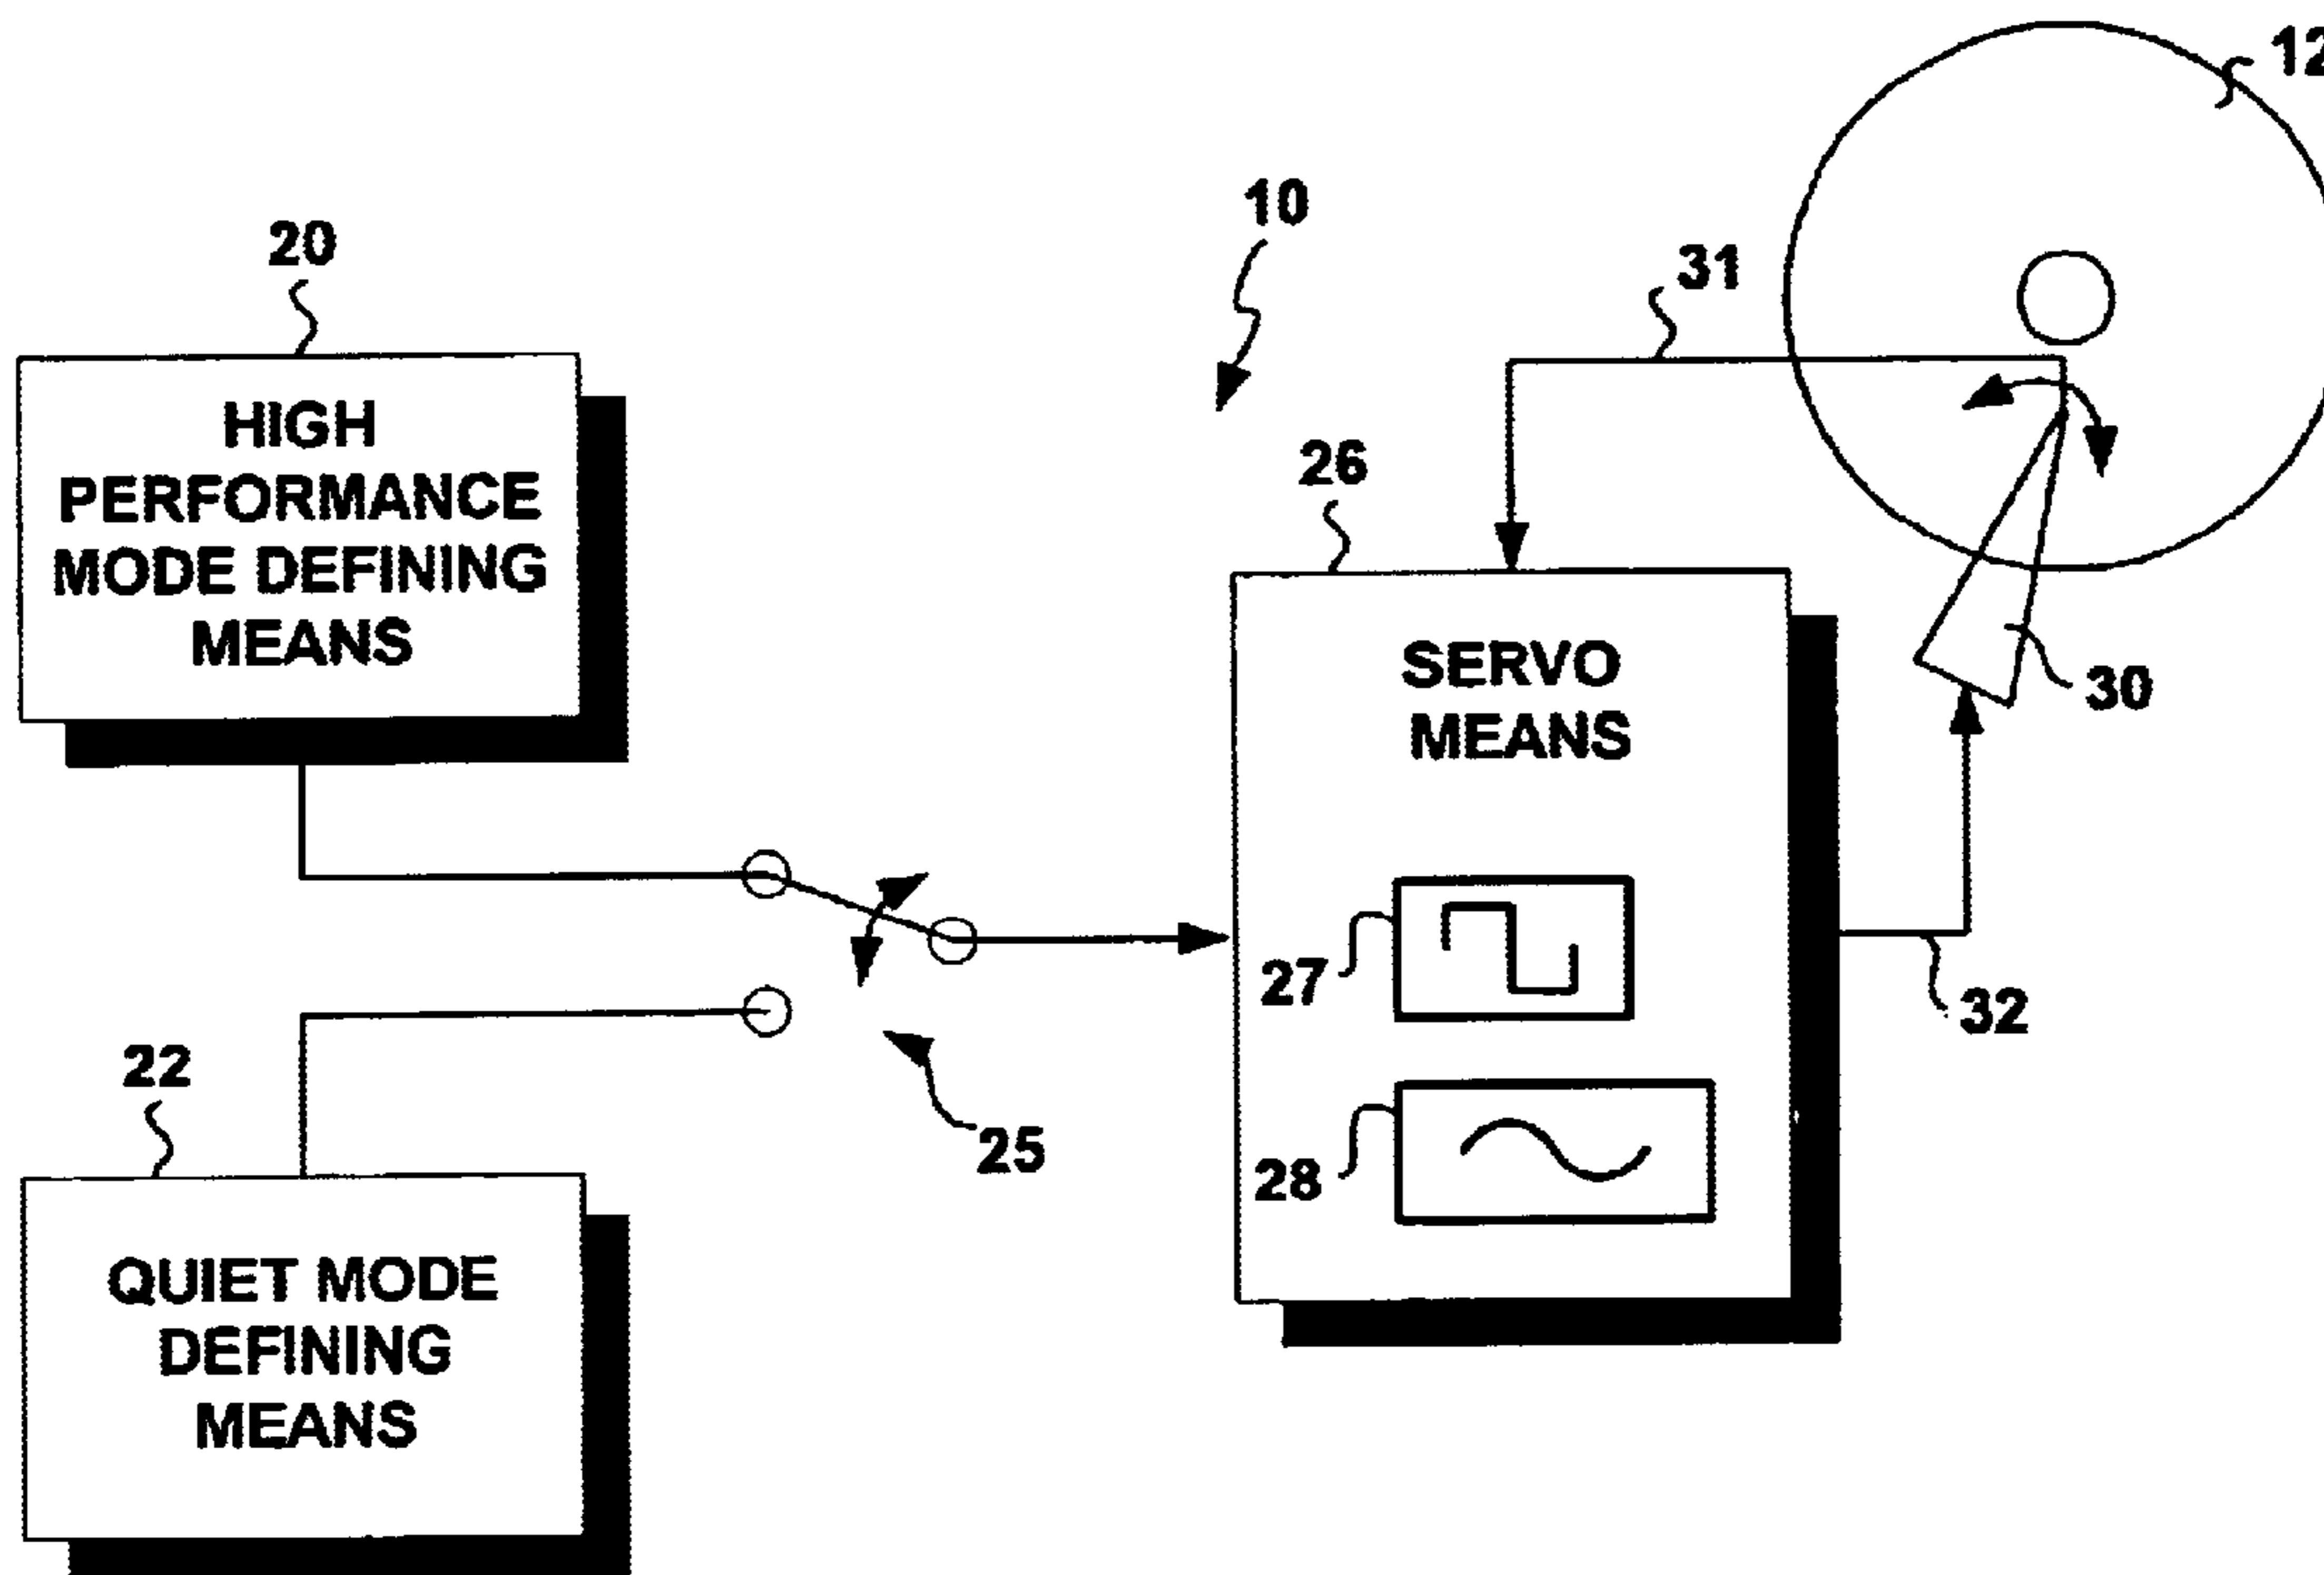 12
10
20
31
HIGH
PERFORMANCE
MODE DEFINING
MEANS
26
SERVO
MEANS
30
27
32
22
25
28
QUIET MODE
DEFINING
MEANS